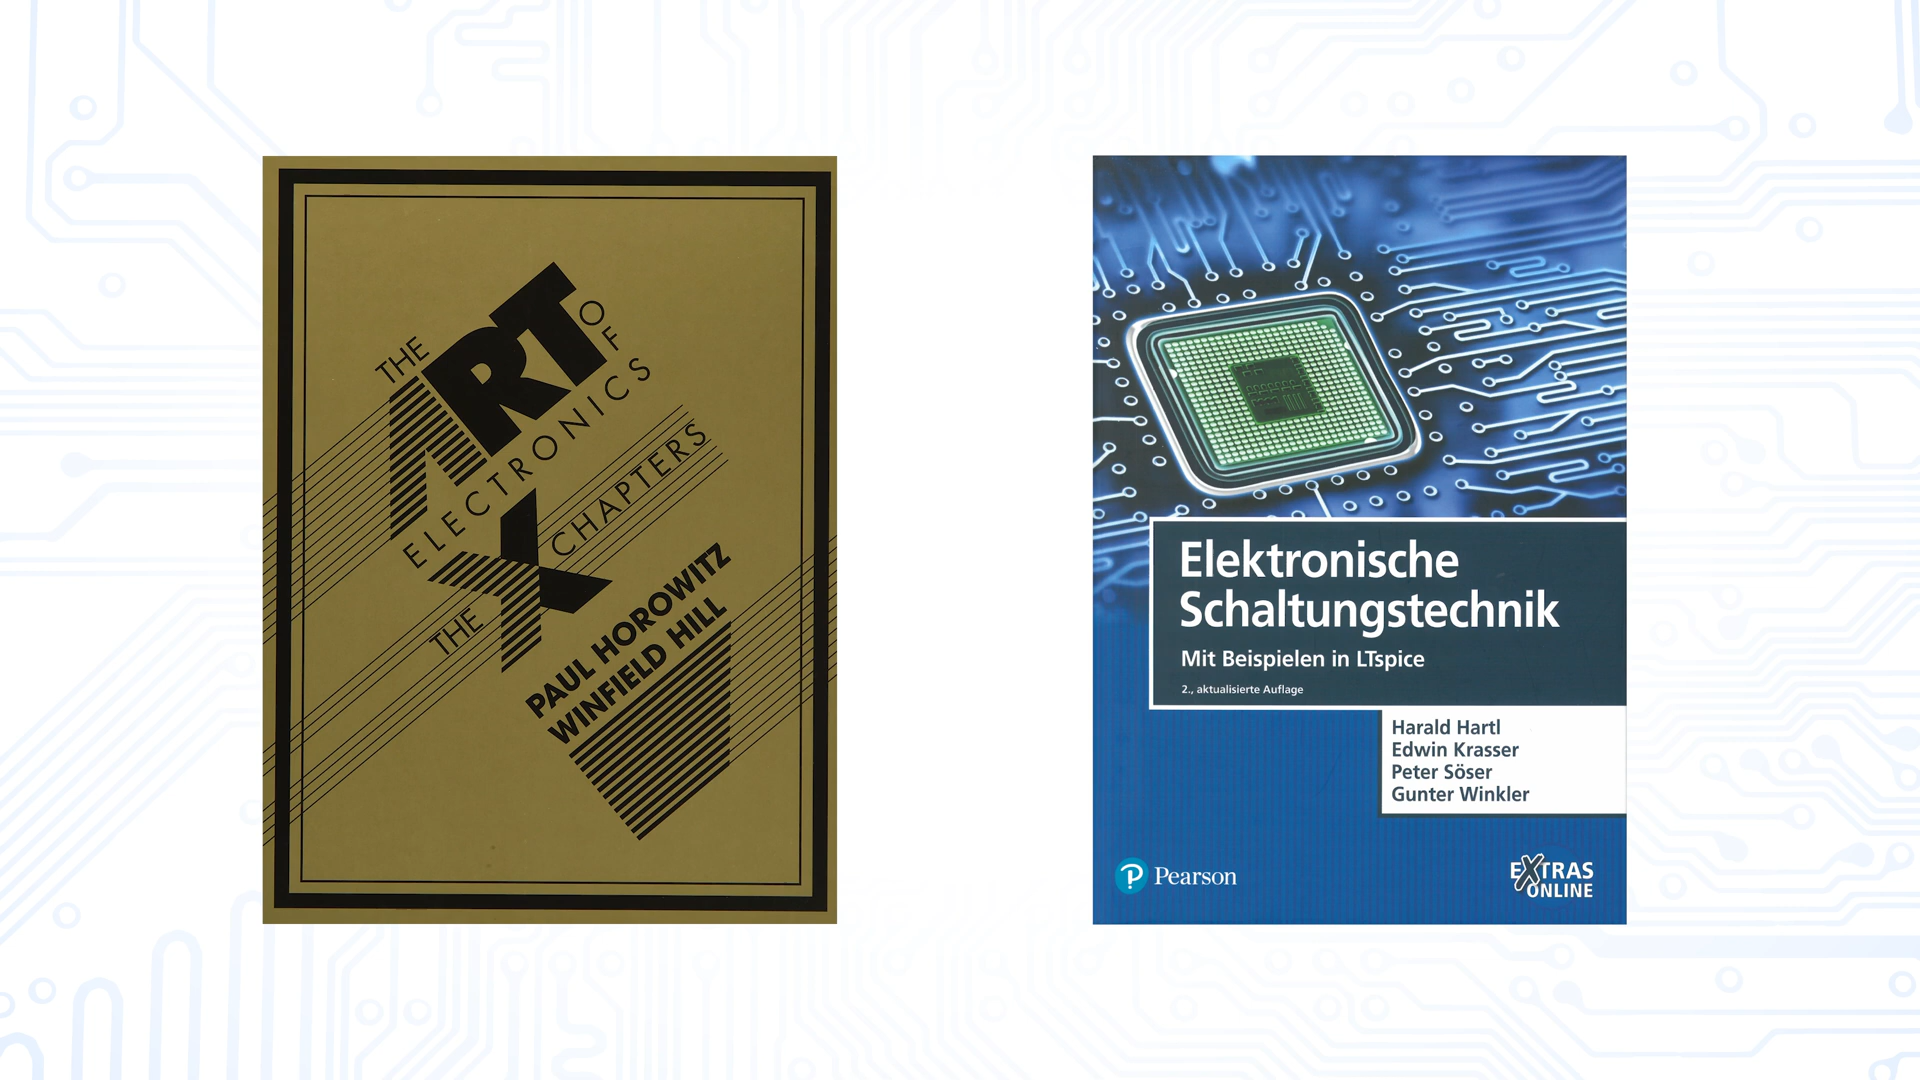 THE
ART
OF
ELECTRONICS
THE
X
CHAPTERS
PAUL HOROWITZ
WINFIELD HILL
Elektronische
Schaltungstechnik
Mit Beispielen in LTspice
2., aktualisierte Auflage
Harald Hartl
Edwin Krasser
Peter Söser
Gunter Winkler
Pearson
EXTRAS
ONLINE